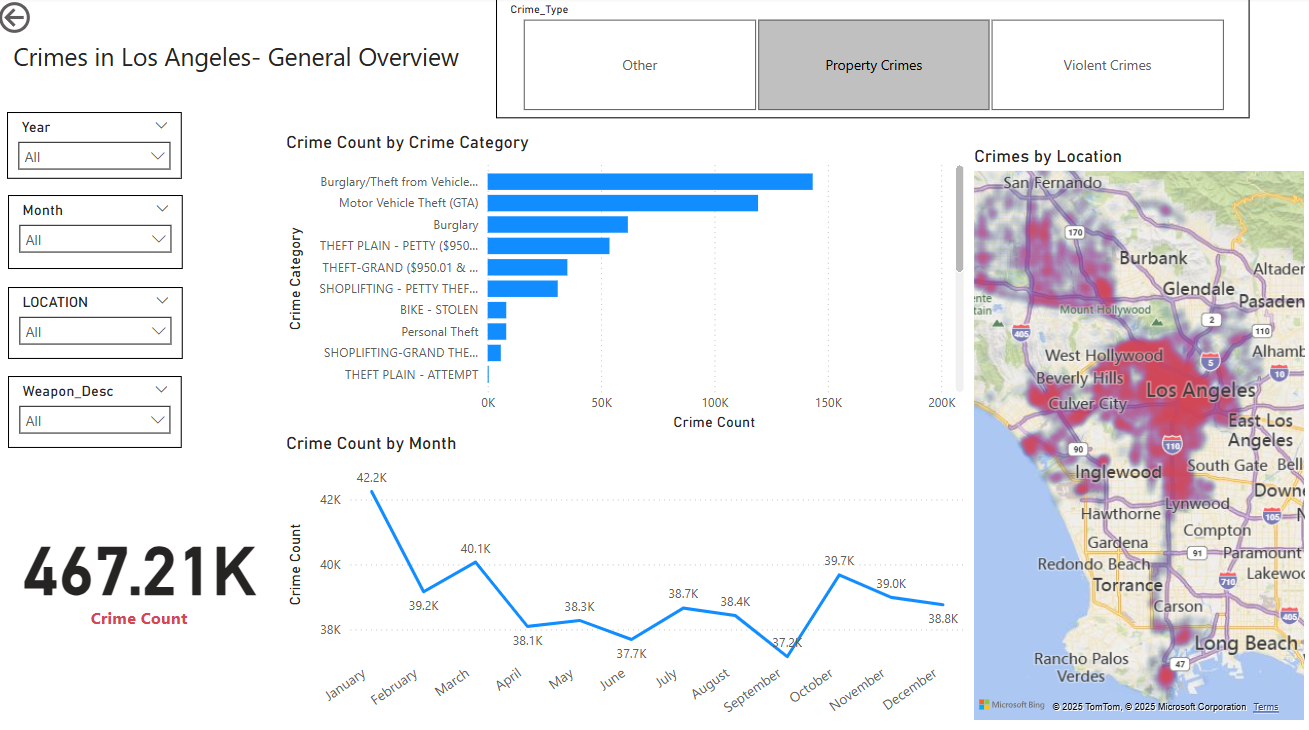 Crime_Type
Other
Property Crimes
Violent Crimes
Crimes in Los Angeles- General Overview
Year
All
Month
All
LOCATION
All
Weapon_Desc
All
467.21K
Crime Count
Crime Count by Crime Category
Crime Category
Burglary/Theft from Vehicle...
Motor Vehicle Theft (GTA)
Burglary
THEFT PLAIN - PETTY ($950...
THEFT-GRAND ($950.01 & ...
SHOPLIFTING - PETTY THEF...
BIKE - STOLEN
Personal Theft
SHOPLIFTING-GRAND THE...
THEFT PLAIN - ATTEMPT
0K 50K 100K 150K 200K
Crime Count
Crime Count by Month
Crime Count
42K
40K
38K
42.2K
39.2K
40.1K
38.1K
38.3K
37.7K
38.7K
38.4K
37.2K
39.7K
39.0K
38.8K
January February March April May June July August September October November December
Crimes by Location
San Fernando
170
Burbank
Altader
Glendale
Pasaden
Mount Hollywood
2
110
405
West Hollywood
5
Alhamb
10
Beverly Hills
Los Angeles
Culver City
East Los
Angeles
110
90
Inglewood
South Gate
Bell
Downe
Lynwood
Hawthorne
105
Compton
Gardena
91
Paramount
Redondo Beach
710
Lakewoo
Torrance
Carson
405
Long Beach
Rancho Palos
Verdes
47
Microsoft Bing
© 2025 TomTom, © 2025 Microsoft Corporation Terms